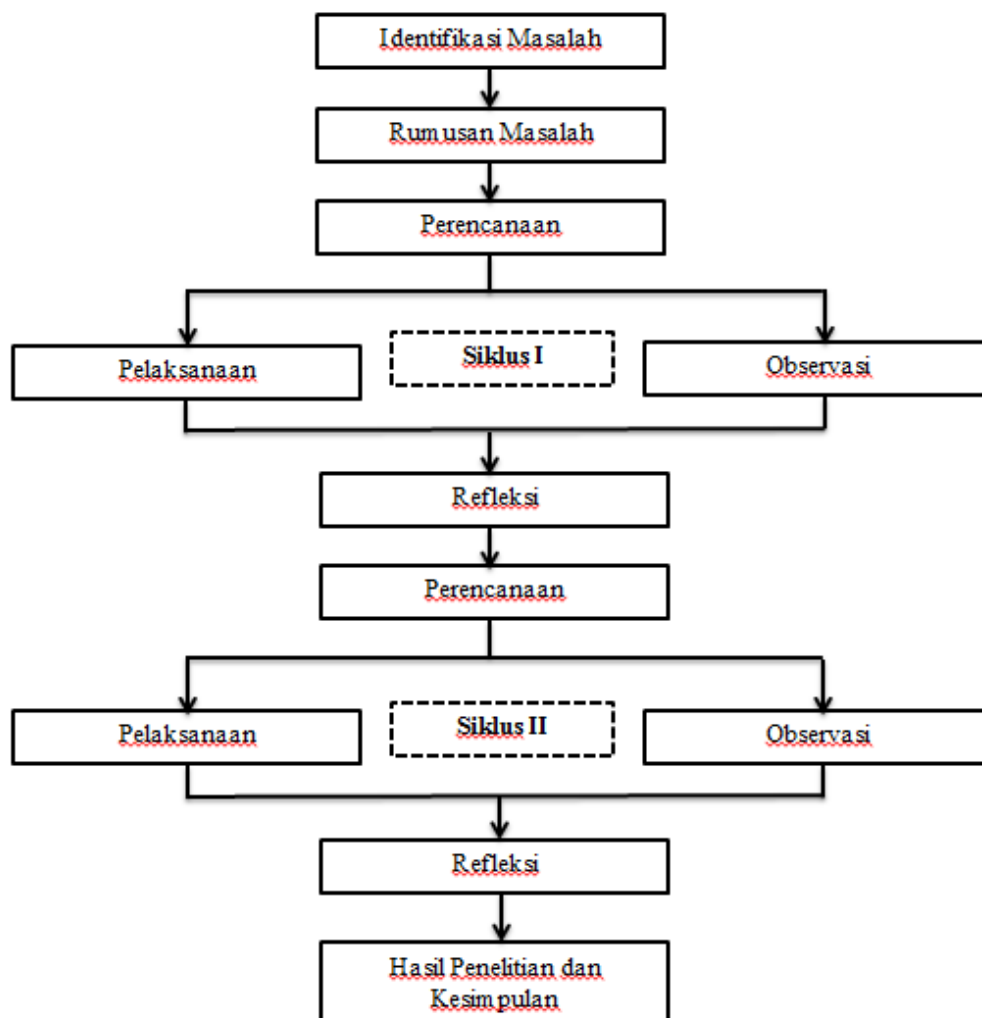 Identifikasi Masalah
Rumusan Masalah
Perencanaan
Pelaksanaan
Siklus I
Observasi
Refleksi
Perencanaan
Pelaksanaan
Siklus II
Observasi
Refleksi
Hasil Penelitian dan
Kesimpulan